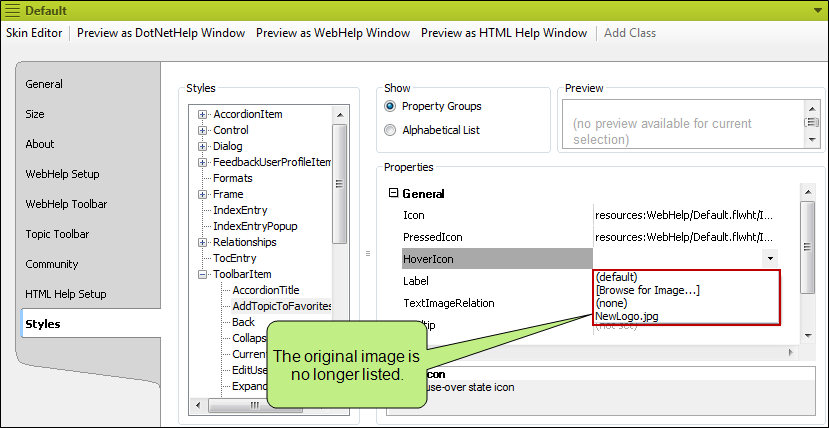 Default
Skin Editor Preview as DotNetHelp Window Preview as WebHelp Window Preview as HTML Help Window Add Class
General
Size
About
WebHelp Setup
WebHelp Toolbar
Topic Toolbar
Community
HTML Help Setup
Styles
Styles
AccordionItem
Control
Dialog
FeedbackUserProfileItem
Formats
Frame
IndexEntry
IndexEntryPopup
Relationships
TocEntry
ToolbarItem
AccordionTitle
AddTopicToFavorites
Back
Collaps
Current
EditUse
Expand
Show
Property Groups
Alphabetical List
Preview
(no preview available for current
selection)
Properties
General
Icon resources:WebHelp/Default.flwht/I...
PressedIcon resources:WebHelp/Default.flwht/I...
HoverIcon
Label
TextImageRelation
(default)
[Browse for Image...]
(none)
NewLogo.jpg
(not set)
The original image is
no longer listed.
use-over state icon